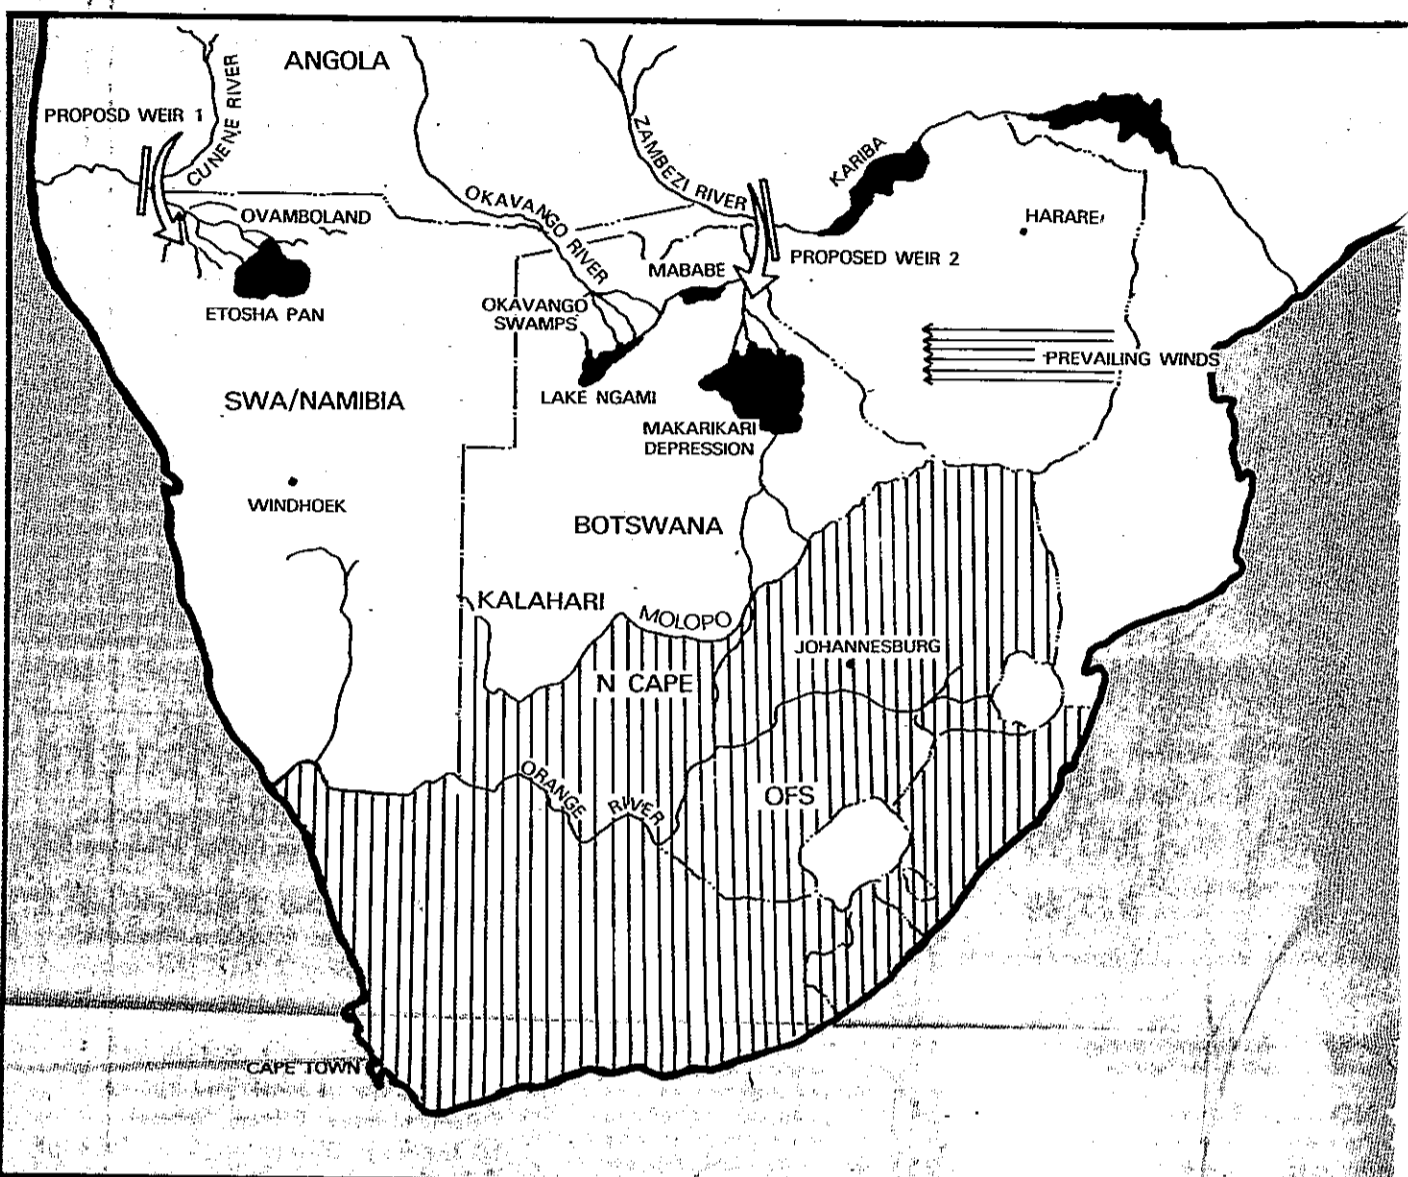 ANGOLA
PROPOSD WEIR 1
CUNENE RIVER
ZAMBEZI RIVER
KARIBA
OVAMBOLAND
OKAVANGO RIVER
HARARE
PROPOSED WEIR 2
MABABE
ETOSHA PAN
OKAVANGO
SWAMPS
PREVAILING WINDS
LAKE NGAMI
SWA/NAMIBIA
MAKARIKARI
DEPRESSION
WINDHOEK
BOTSWANA
KALAHARI
MOLOPO
JOHANNESBURG
N CAPE
ORANGE RIVER
OFS
CAPE TOWN